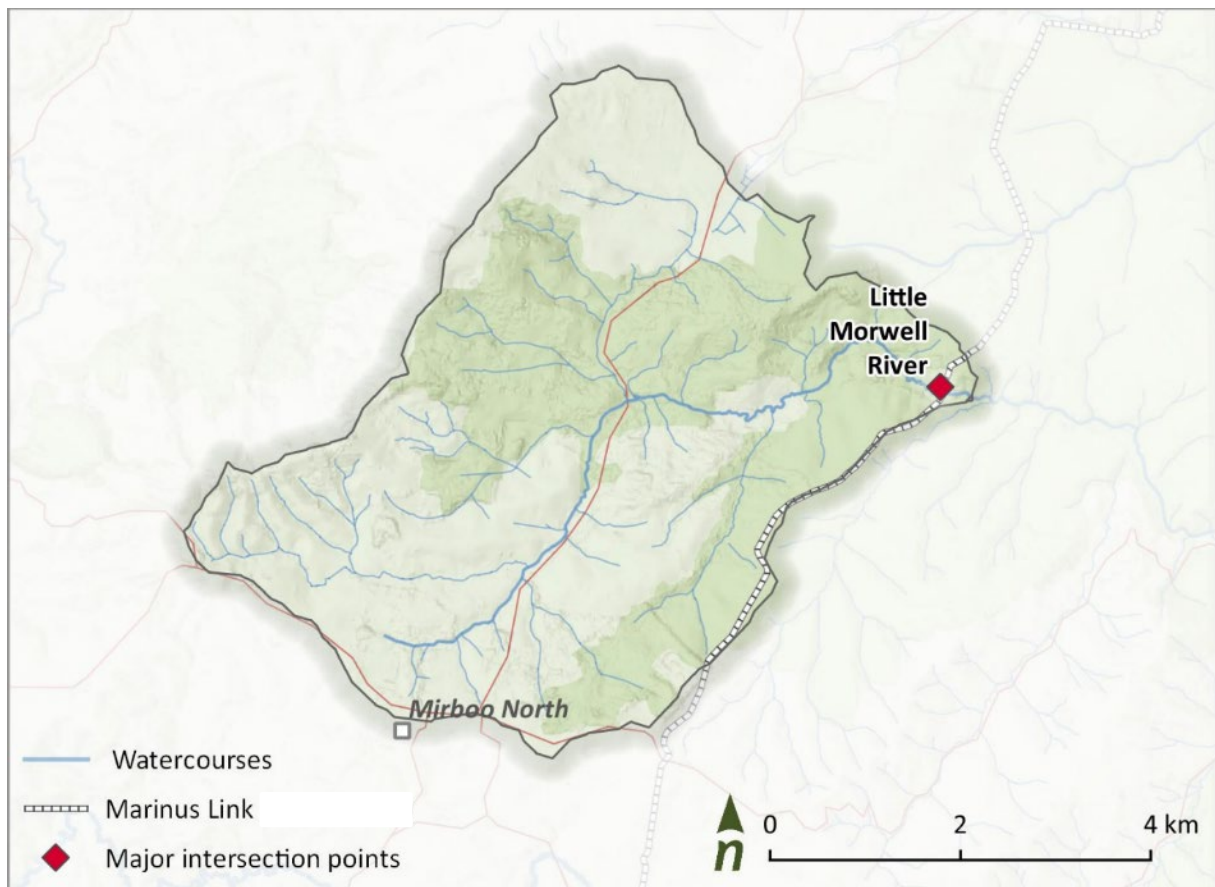 Little
Morwell
River
Mirboo North
Watercourses
Marinus Link
Major intersection points
n
0 2 4 km